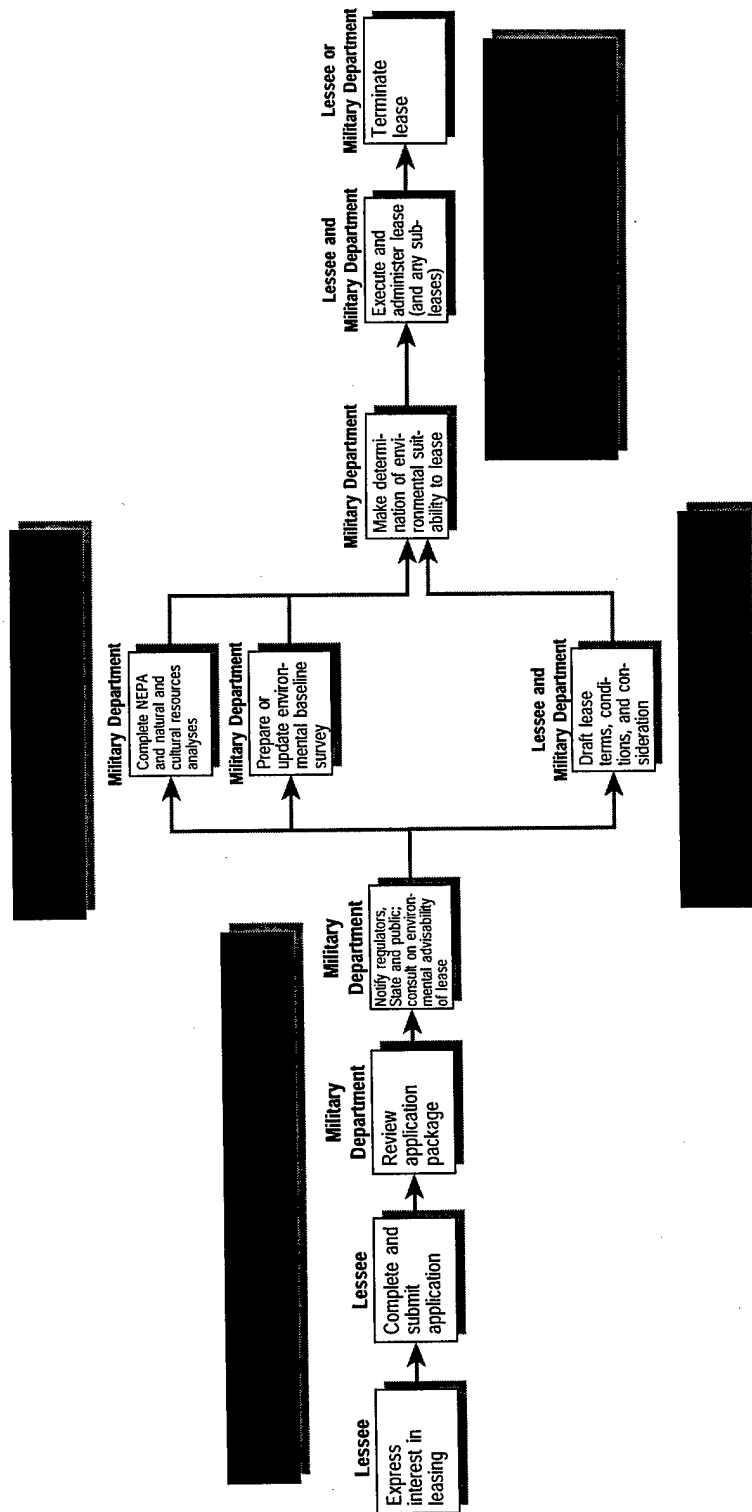 Lessee
Express
interest in
leasing
Lessee
Complete and
submit
application
Military
Department
Review
application
package
Military
Department
Notify regulators,
State and public;
consult on environ-
mental advisability
of lease
Military Department
Complete NEPA
and natural and
cultural resources
analyses
Military Department
Prepare or
update environ-
mental baseline
survey
Lessee and
Military Department
Draft lease
terms, condi-
tions, and con-
sideration
Military Department
Make determi-
nation of envi-
ronmental suit-
ability to lease
Lessee and
Military Department
Execute and
administer lease
(and any sub-
leases)
Lessee or
Military Department
Terminate
lease